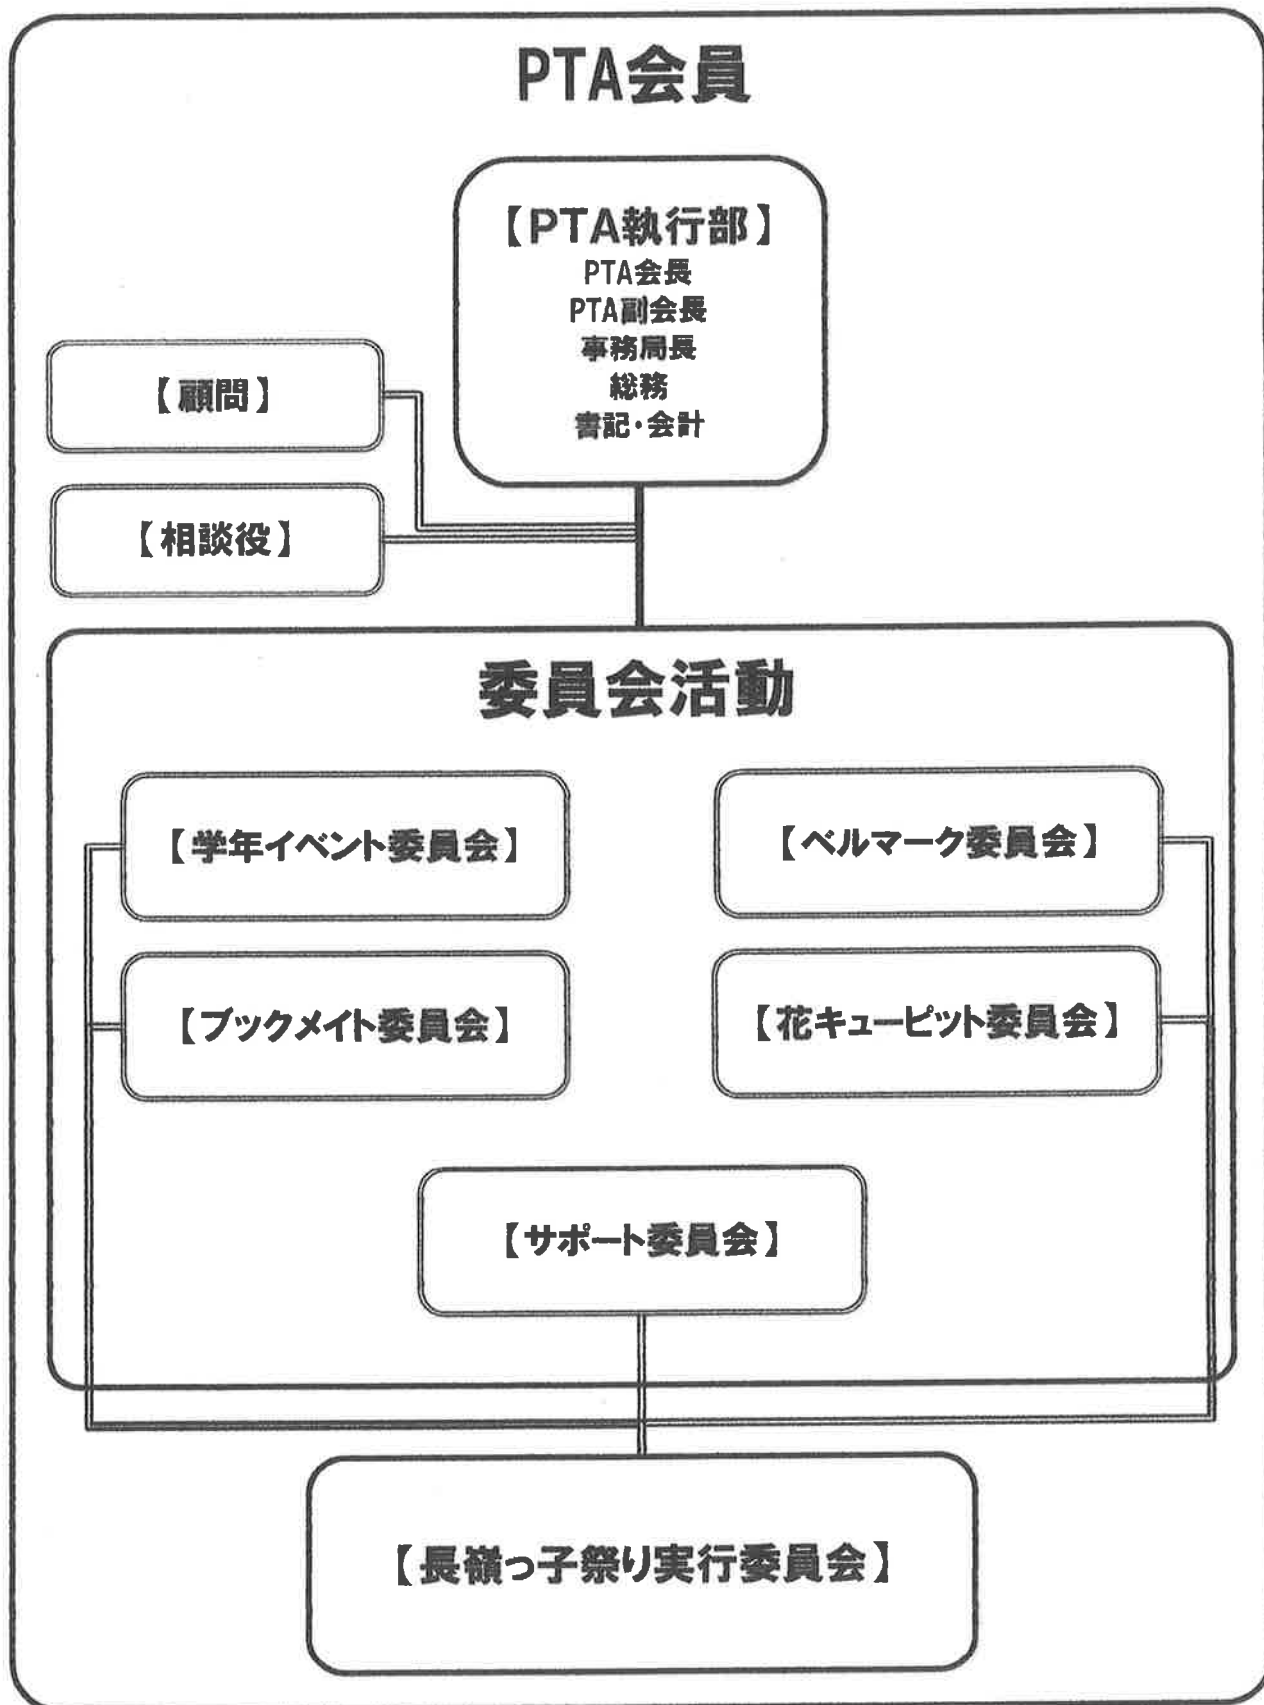 PTA会員
【PTA執行部】
PTA会長
PTA副会長
事務局長
総務
書記・会計
【顧問】
【相談役】
委員会活動
【学年イベント委員会】
【ベルマーク委員会】
【ブックメイト委員会】
【花キューピット委員会】
【サポート委員会】
【長嶺っ子祭り実行委員会】